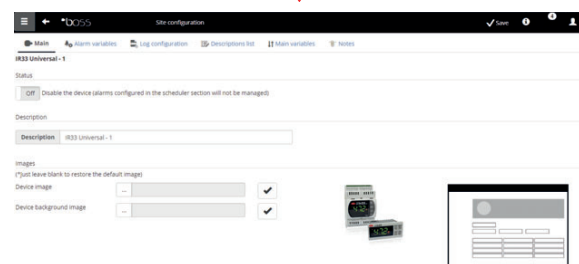 boss Site configuration Save 4
Main Alarm variables Log configuration Descriptions list Main variables Notes
IR33 Universal - 1
Status
Off Disable the device (alarms configured in the scheduler section will not be managed)
Description
Description IR33 Universal - 1
Images
(*Just leave blank to restore the default image)
Device image ...
Device background image ...